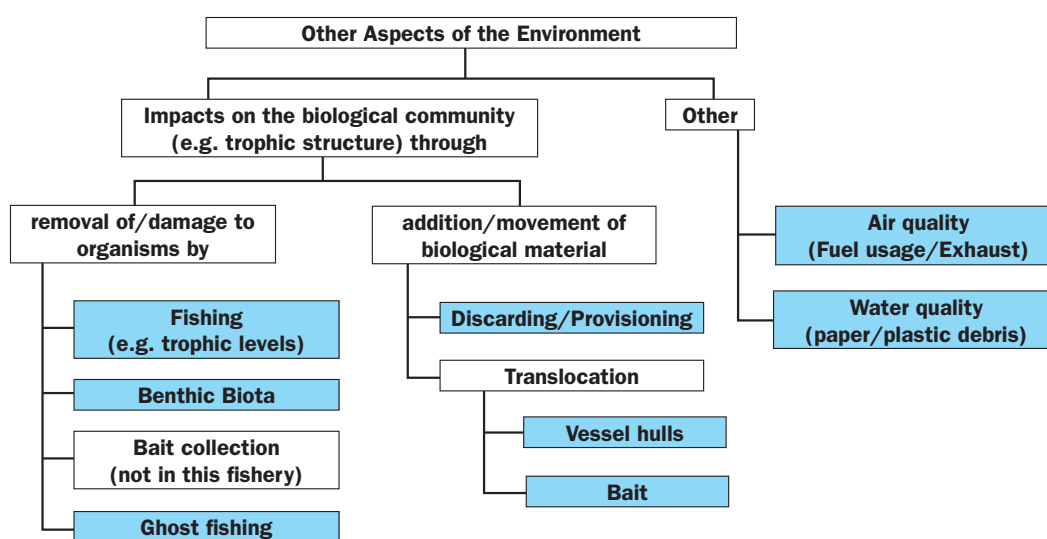 Other Aspects of the Environment
Impacts on the biological community
(e.g. trophic structure) through
Other
removal of/damage to
organisms by
addition/movement of
biological material
Air quality
(Fuel usage/Exhaust)
Fishing
(e.g. trophic levels)
Discarding/Provisioning
Water quality
(paper/plastic debris)
Benthic Biota
Translocation
Bait collection
(not in this fishery)
Vessel hulls
Bait
Ghost fishing